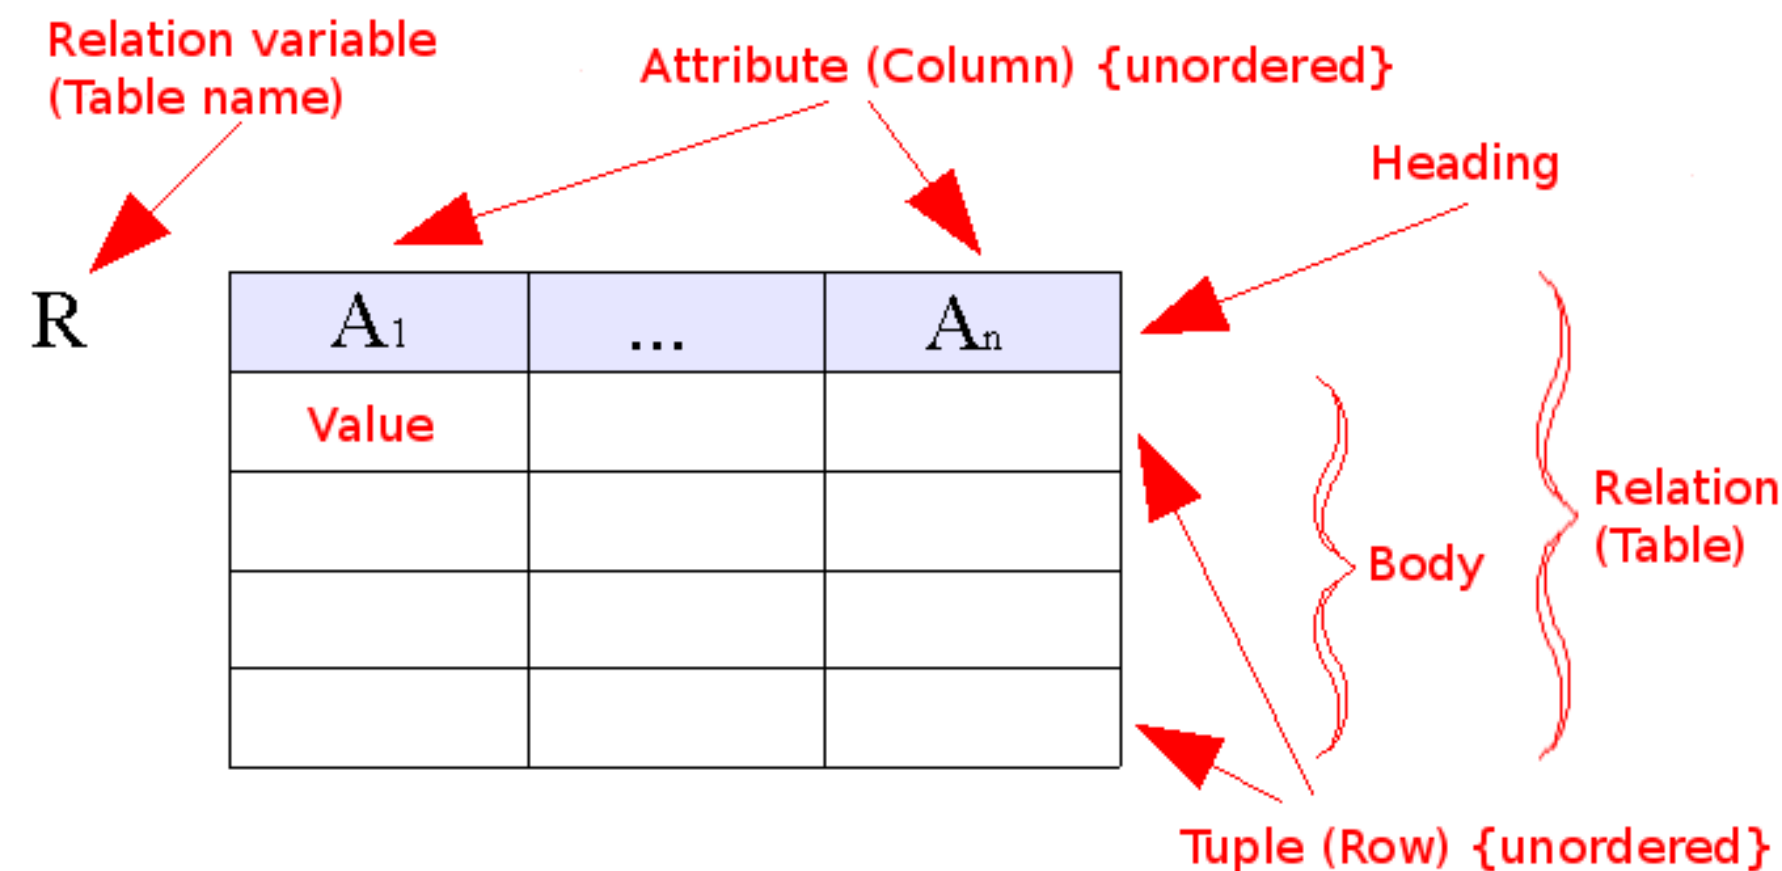 Relation variable
(Table name)
Attribute (Column) {unordered}
Heading
R
A1
...
An
Value
Relation
(Table)
Body
Tuple (Row) {unordered}